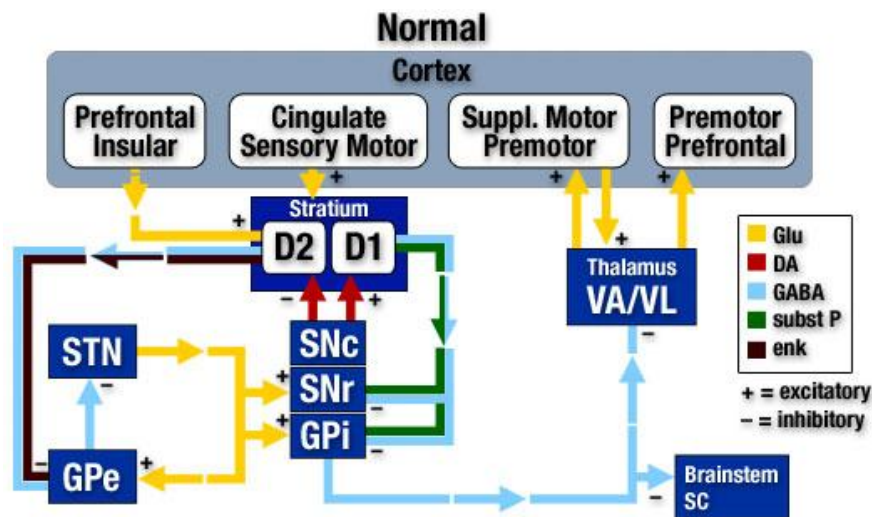 Normal
Cortex
Prefrontal
Insular
Cingulate
Sensory Motor
Suppl. Motor
Premotor
Premotor
Prefrontal
+
+
+
+
+
Stratium
D2 D1
Glu
DA
GABA
subst P
enk
Thalamus
VA/VL
–
+
–
STN
SNc
SNr
GPi
+
–
+
–
–
+ = excitatory
– = inhibitory
GPe
–
+
Brainstem
SC
–